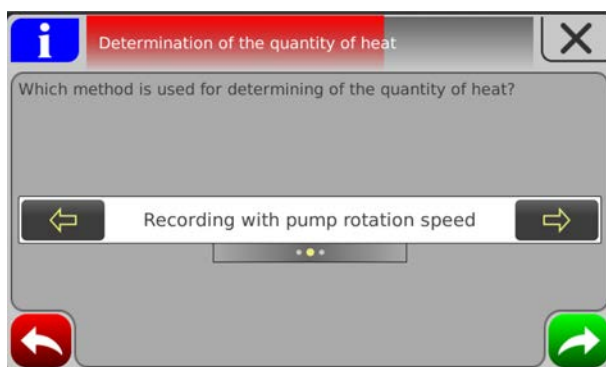 i
Determination of the quantity of heat
Which method is used for determining of the quantity of heat?
Recording with pump rotation speed